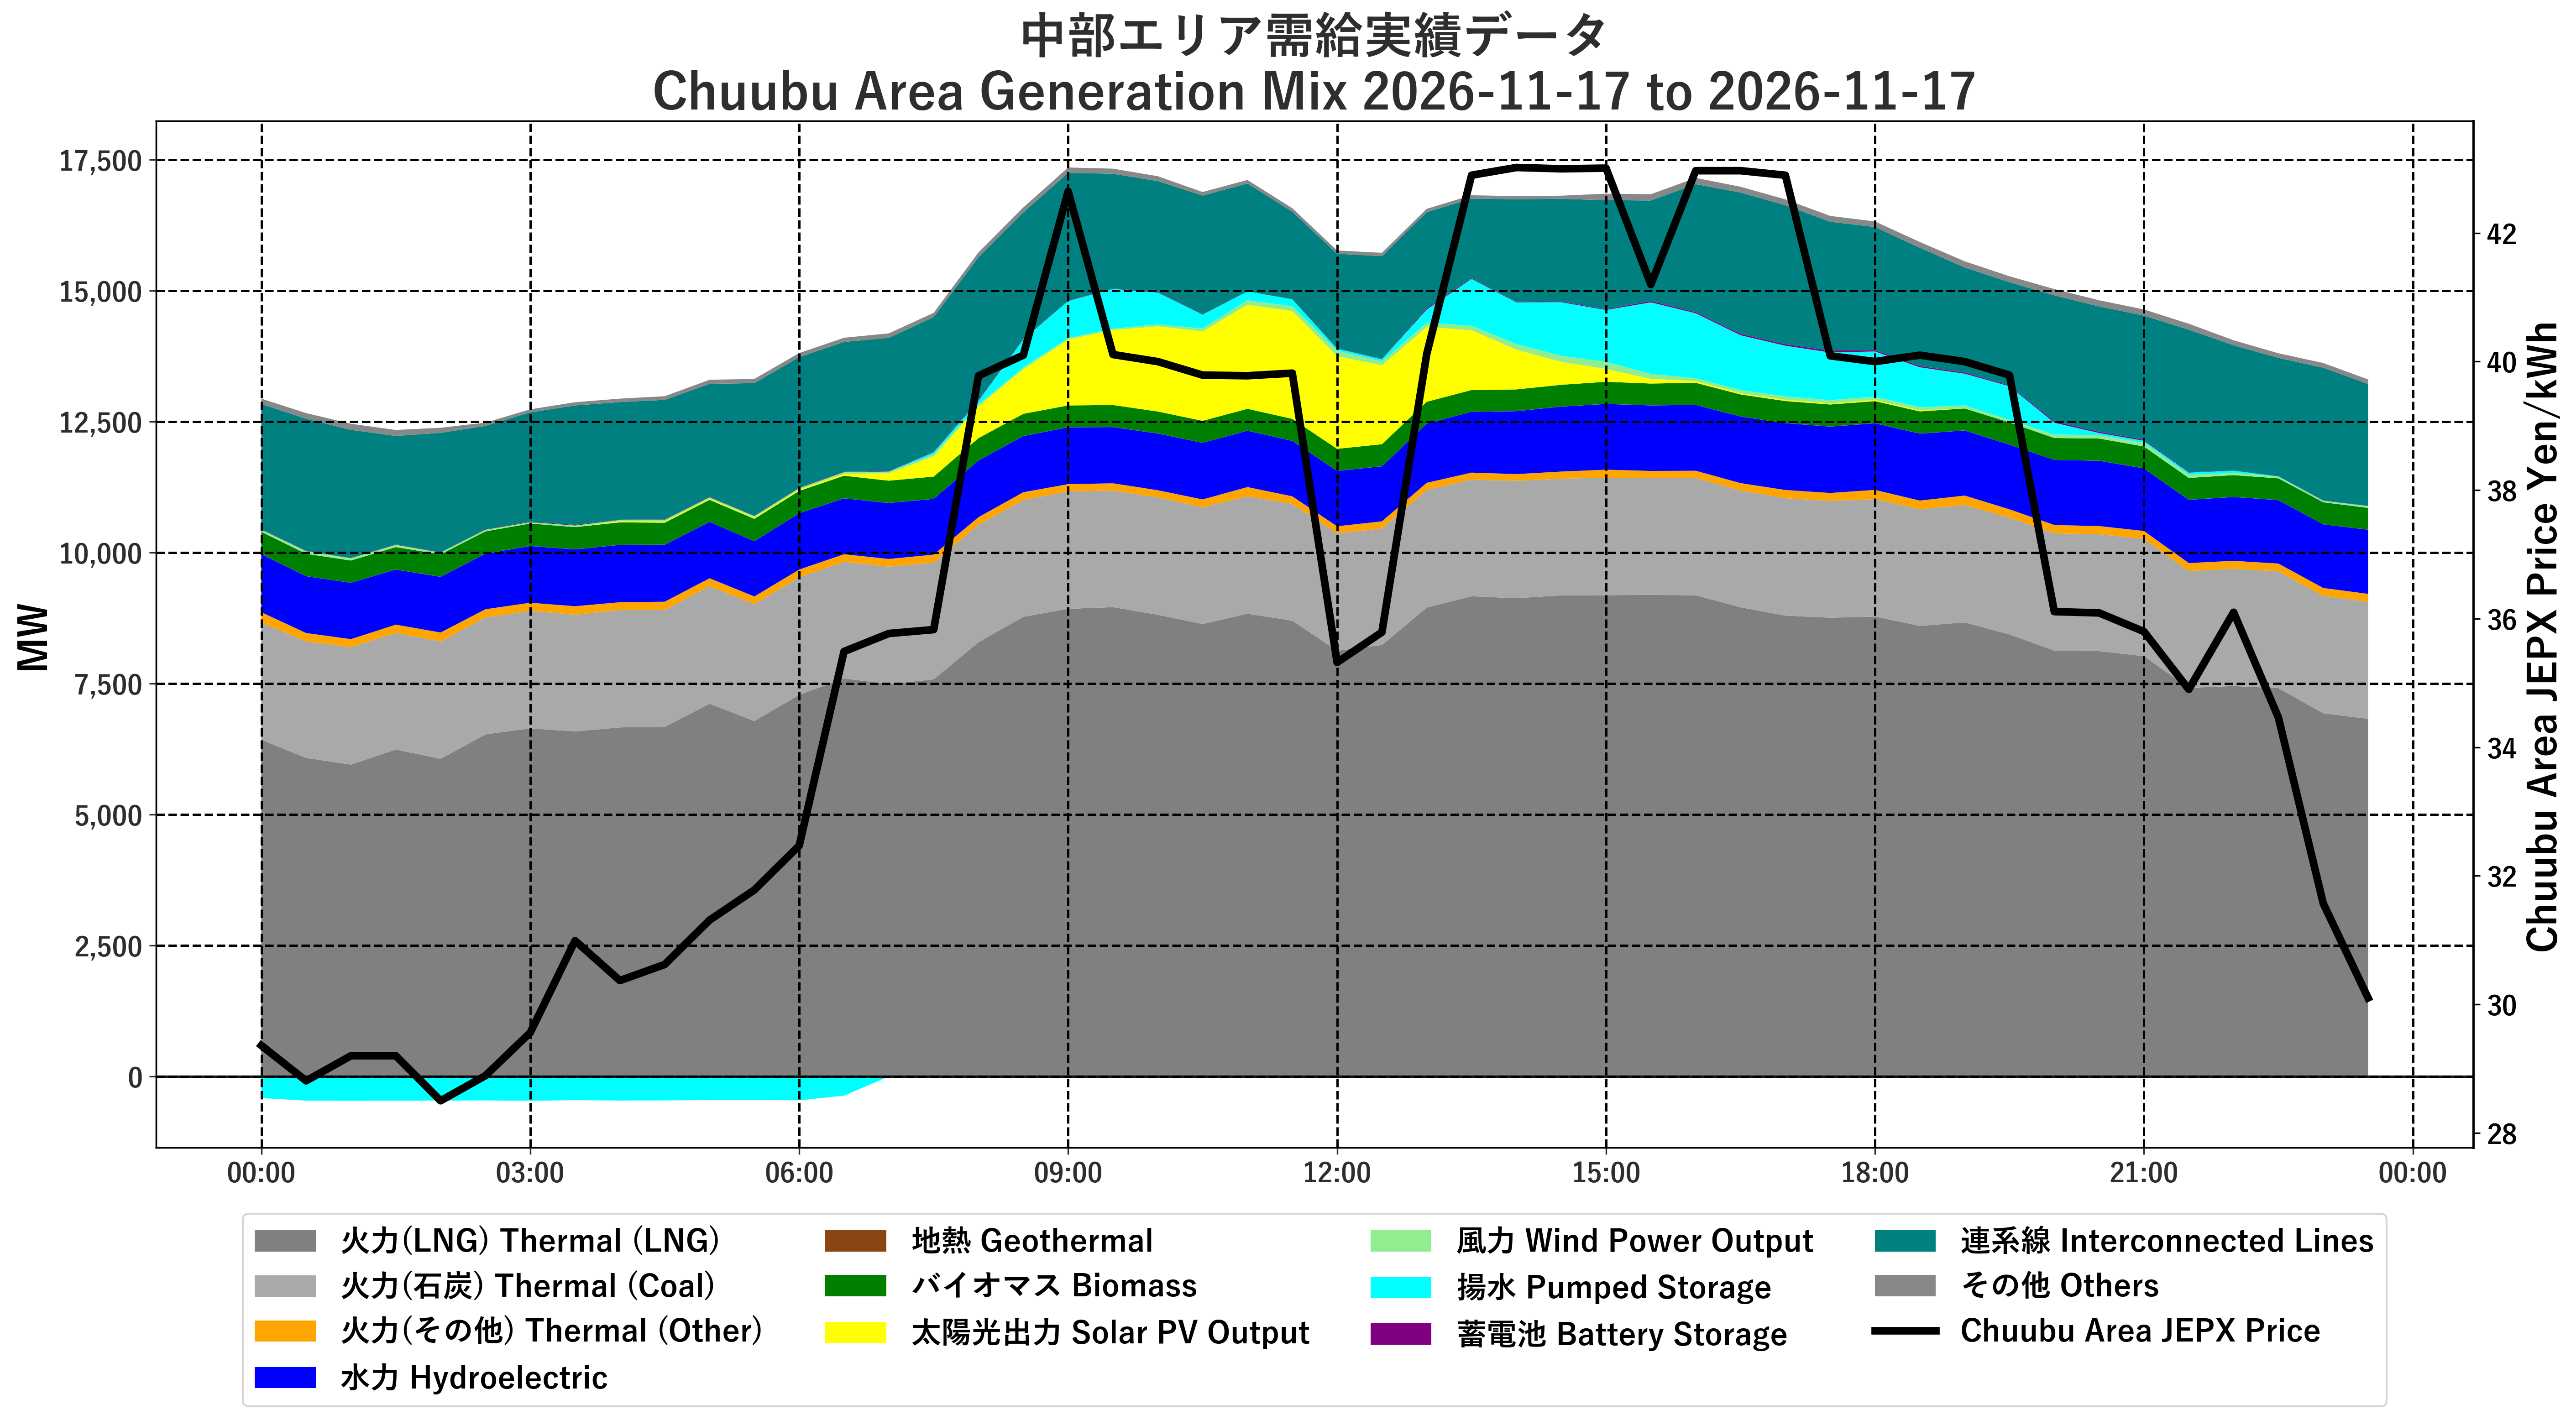 中部エリア需給実績データ
Chuubu Area Generation Mix 2026-11-17 to 2026-11-17
MW
17,500
15,000
12,500
10,000
7,500
5,000
2,500
0
Chuubu Area JEPX Price Yen/kWh
42
40
38
36
34
32
30
28
00:00 03:00 06:00 09:00 12:00 15:00 18:00 21:00 00:00
火力(LNG) Thermal (LNG)
火力(石炭) Thermal (Coal)
火力(その他) Thermal (Other)
水力 Hydroelectric
地熱 Geothermal
バイオマス Biomass
太陽光出力 Solar PV Output
風力 Wind Power Output
揚水 Pumped Storage
蓄電池 Battery Storage
連系線 Interconnected Lines
その他 Others
Chuubu Area JEPX Price